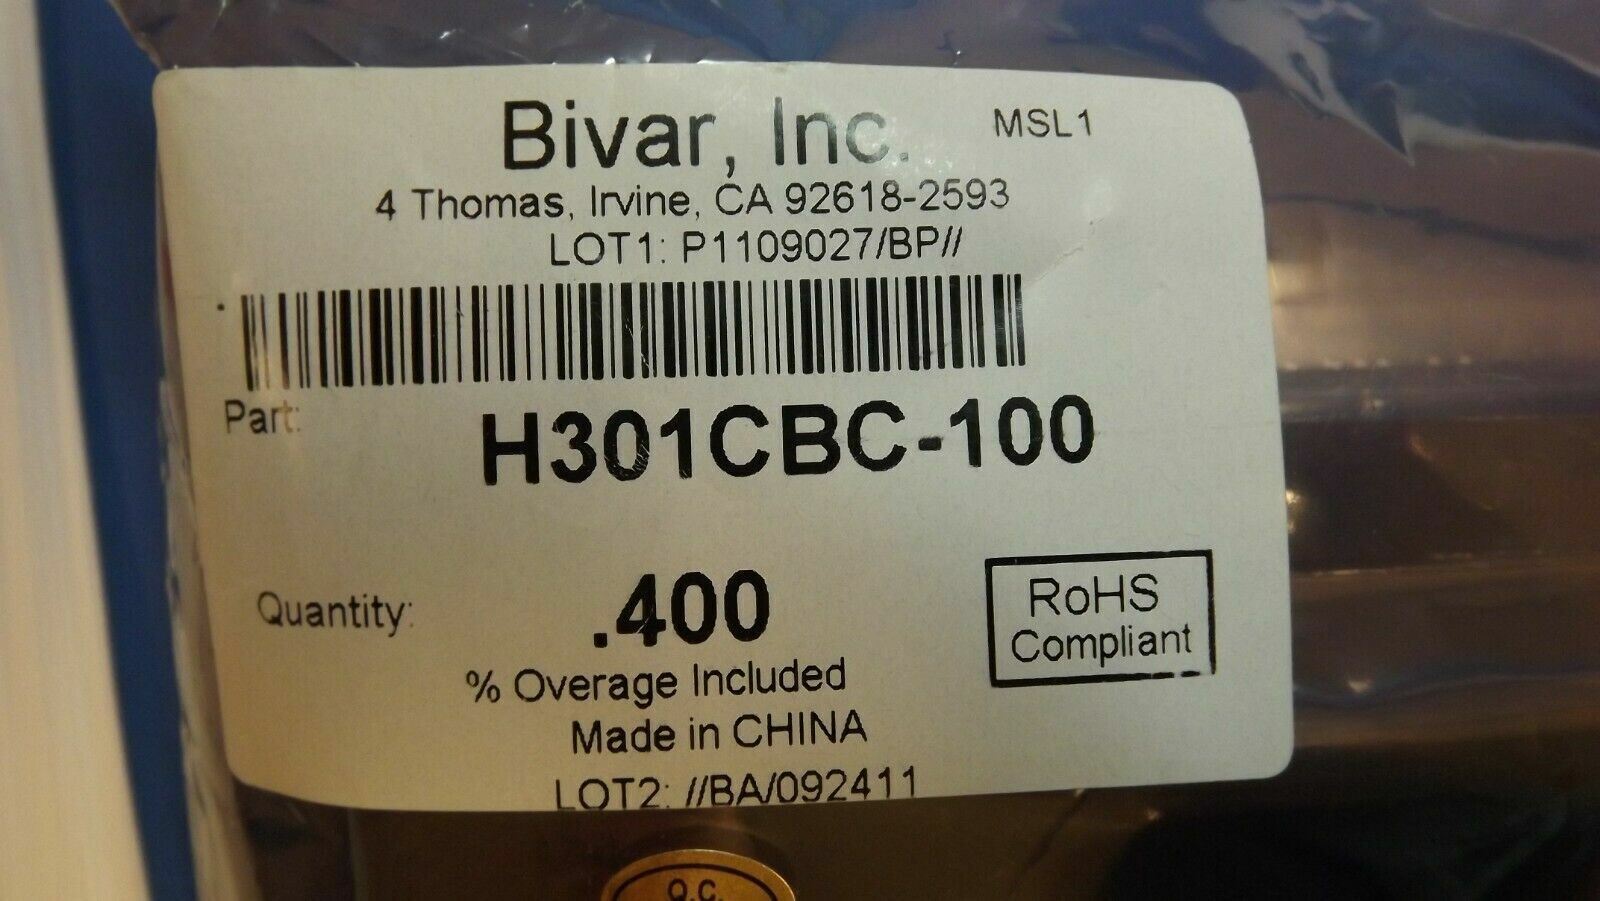 Bivar, Inc.
MSL1
4 Thomas, Irvine, CA 92618-2593
LOT1: P1109027/BP//
Part:
H301CBC-100
Quantity:
.400
RoHS
Compliant
% Overage Included
Made in CHINA
LOT2: //BA/092411
Q.C.